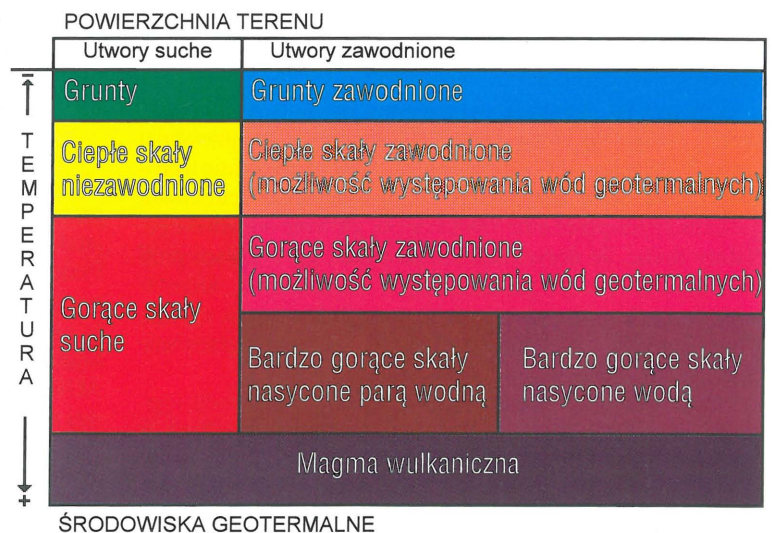 POWIERZCHNIA TERENU
Utwory suche
Utwory zawodnione
Grunty
Grunty zawodnione
Ciepłe skały
niezawodnione
Ciepłe skały zawodnione
(możliwość występowania wód geotermalnych)
Gorące skały zawodnione
(możliwość występowania wód geotermalnych)
Gorące skały
suche
Bardzo gorące skały
nasycone parą wodną
Bardzo gorące skały
nasycone wodą
Magma wulkaniczna
-
TEMPERATURA
+
ŚRODOWISKA GEOTERMALNE